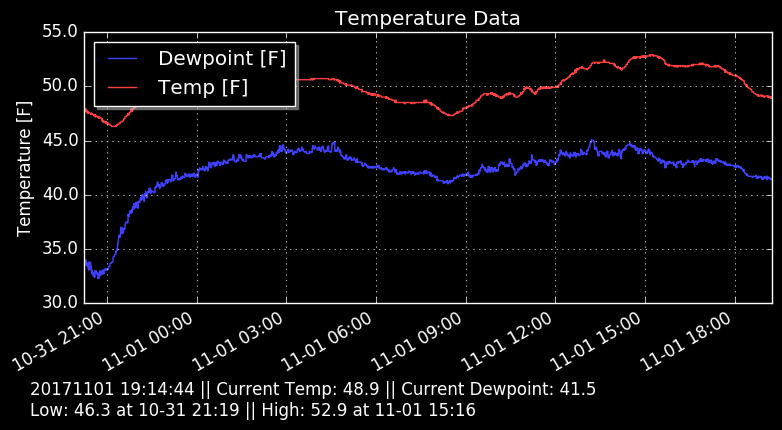 Temperature Data
Dewpoint [F]
Temp [F]
Temperature [F]
55.0
50.0
45.0
40.0
35.0
30.0
10-31 21:00
11-01 00:00
11-01 03:00
11-01 06:00
11-01 09:00
11-01 12:00
11-01 15:00
11-01 18:00
20171101 19:14:44 || Current Temp: 48.9 || Current Dewpoint: 41.5
Low: 46.3 at 10-31 21:19 || High: 52.9 at 11-01 15:16